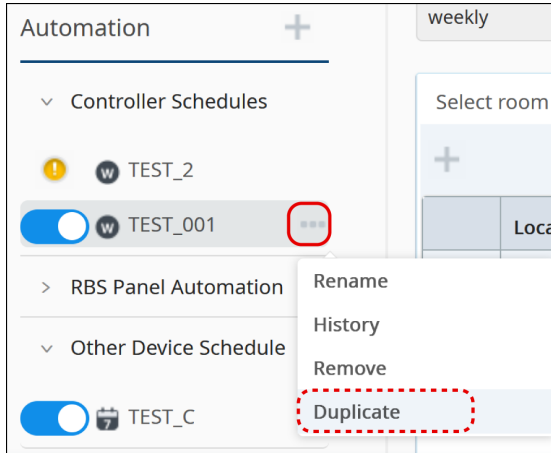 Automation
weekly
Controller Schedules
Select room
W TEST_2
W TEST_001
Loca
RBS Panel Automation
Rename
History
Other Device Schedule
Remove
Duplicate
7 TEST_C